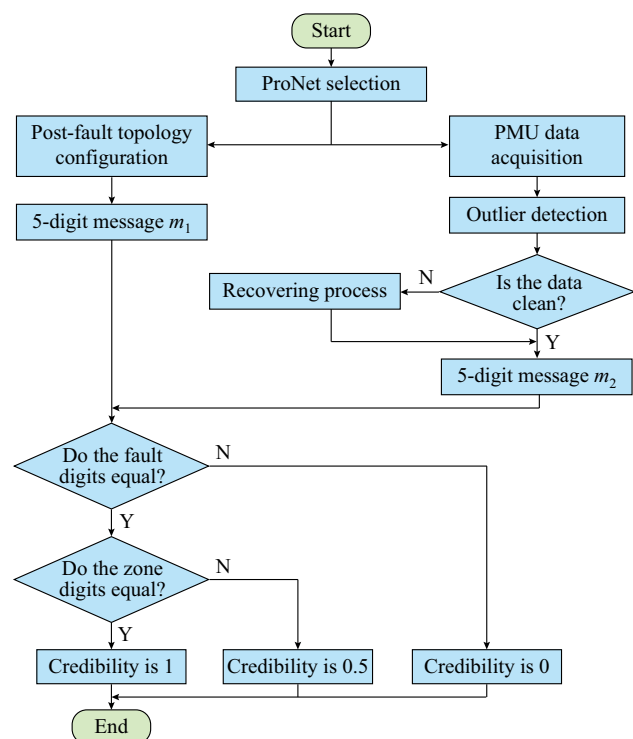 Start
ProNet selection
Post-fault topology
configuration
PMU data
acquisition
5-digit message m₁
Outlier detection
Is the data
clean?
N
Recovering process
Y
5-digit message m₂
Do the fault
digits equal?
N
Y
Do the zone
digits equal?
N
Y
Credibility is 1
Credibility is 0.5
Credibility is 0
End